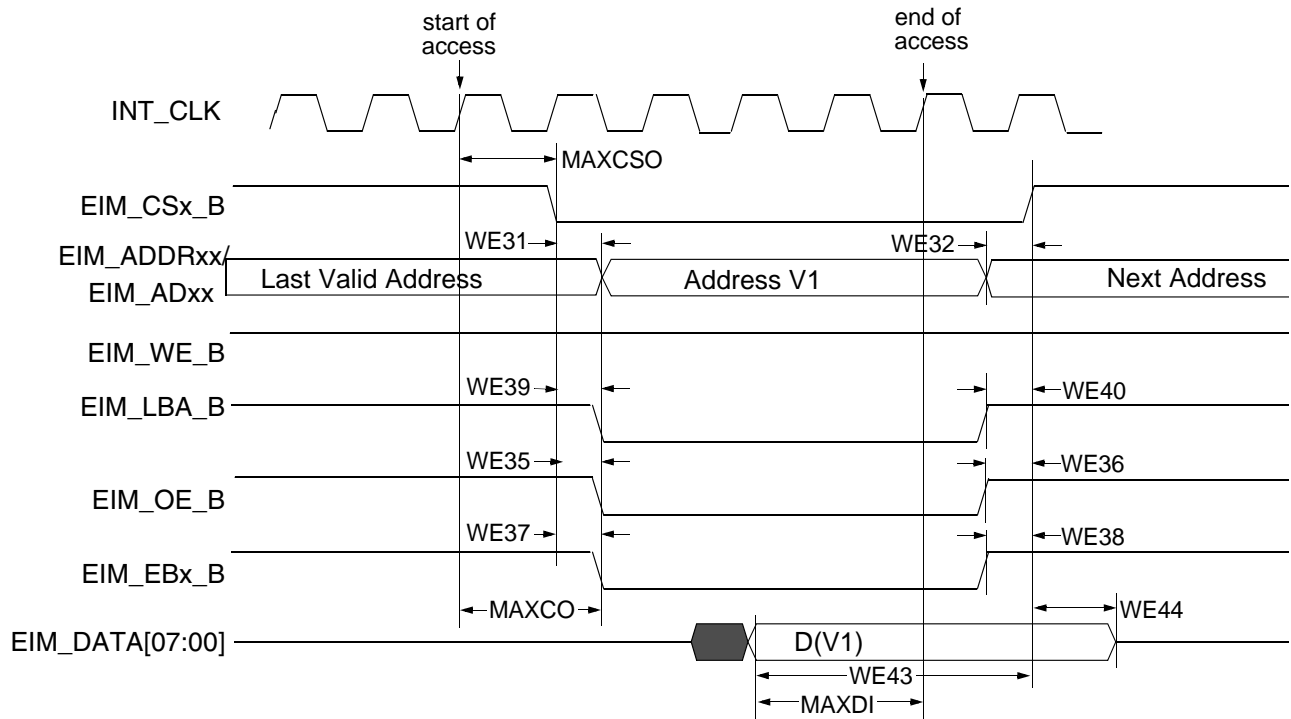 start of
access
end of
access
INT_CLK
MAXCSO
EIM_CSx_B
WE31
WE32
EIM_ADDRxx/
EIM_ADxx
Last Valid Address
Address V1
Next Address
EIM_WE_B
WE39
WE40
EIM_LBA_B
WE35
WE36
EIM_OE_B
WE37
WE38
EIM_EBx_B
MAXCO
WE44
EIM_DATA[07:00]
D(V1)
WE43
MAXDI